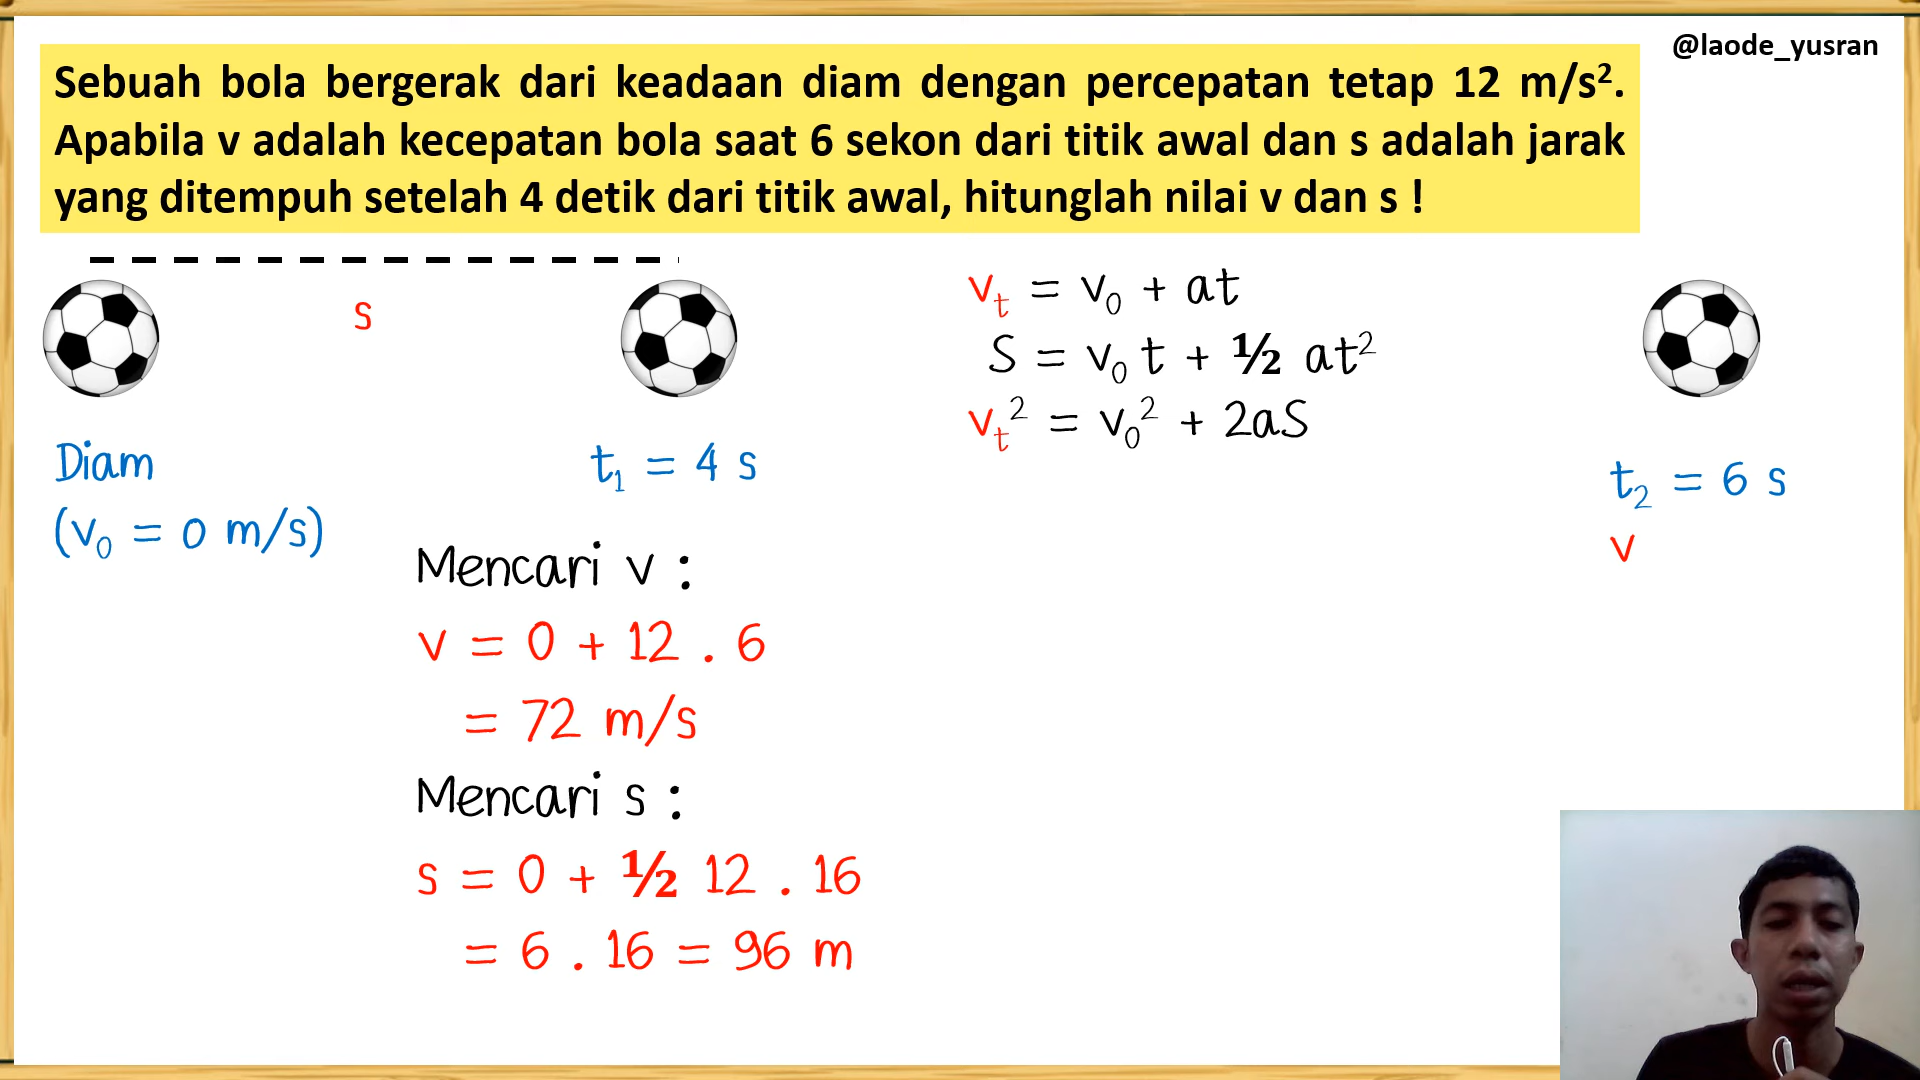 @laode_yusran
Sebuah bola bergerak dari keadaan diam dengan percepatan tetap 12 m/s².
Apabila v adalah kecepatan bola saat 6 sekon dari titik awal dan s adalah jarak
yang ditempuh setelah 4 detik dari titik awal, hitunglah nilai v dan s !
s
Diam
(v₀ = 0 m/s)
t₁ = 4 s
vₜ = v₀ + at
S = v₀ t + ½ at²
vₜ² = v₀² + 2aS
t₂ = 6 s
v
Mencari v :
v = 0 + 12 . 6
= 72 m/s
Mencari s :
s = 0 + ½ 12 . 16
= 6 . 16 = 96 m